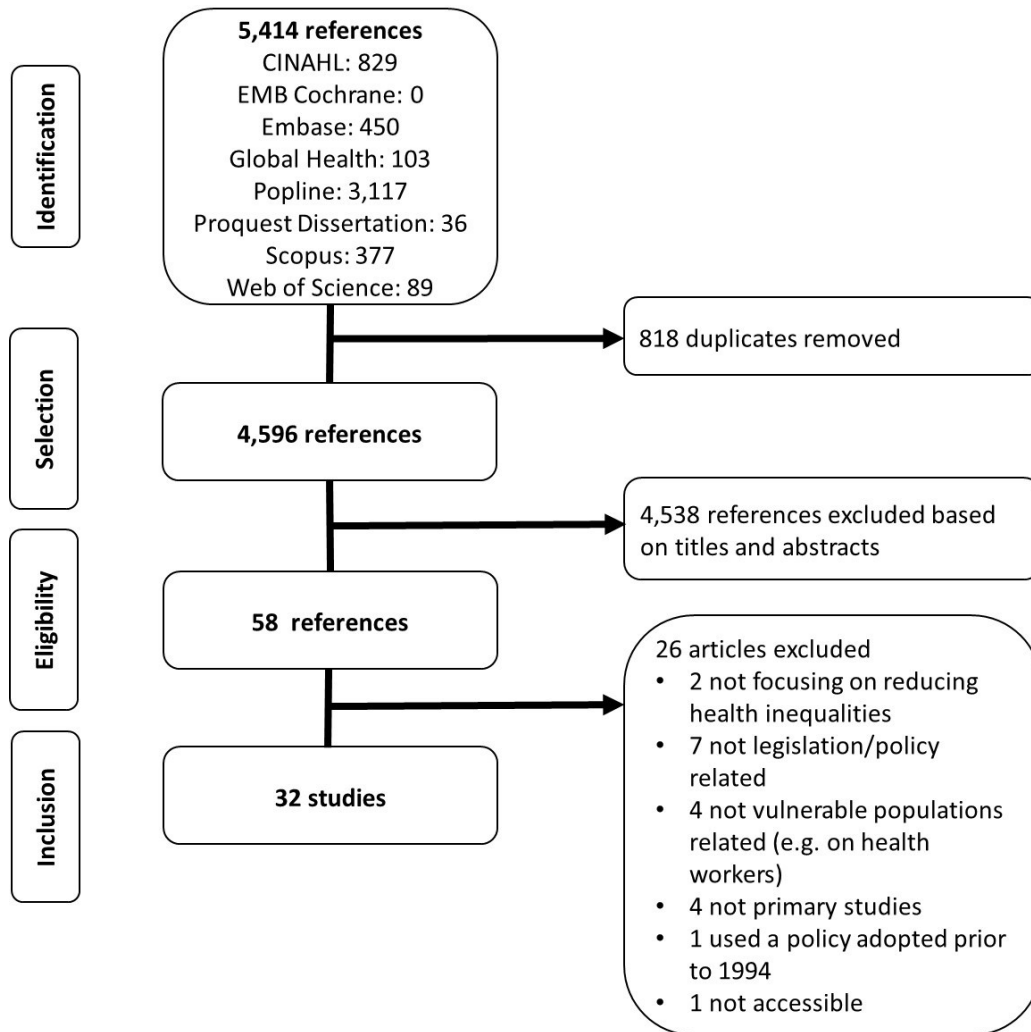 Identification
5,414 references
CINAHL: 829
EMB Cochrane: 0
Embase: 450
Global Health: 103
Popline: 3,117
Proquest Dissertation: 36
Scopus: 377
Web of Science: 89
818 duplicates removed
Selection
4,596 references
4,538 references excluded based
on titles and abstracts
Eligibility
58 references
26 articles excluded
• 2 not focusing on reducing
health inequalities
• 7 not legislation/policy
related
• 4 not vulnerable populations
related (e.g. on health
workers)
• 4 not primary studies
• 1 used a policy adopted prior
to 1994
• 1 not accessible
Inclusion
32 studies